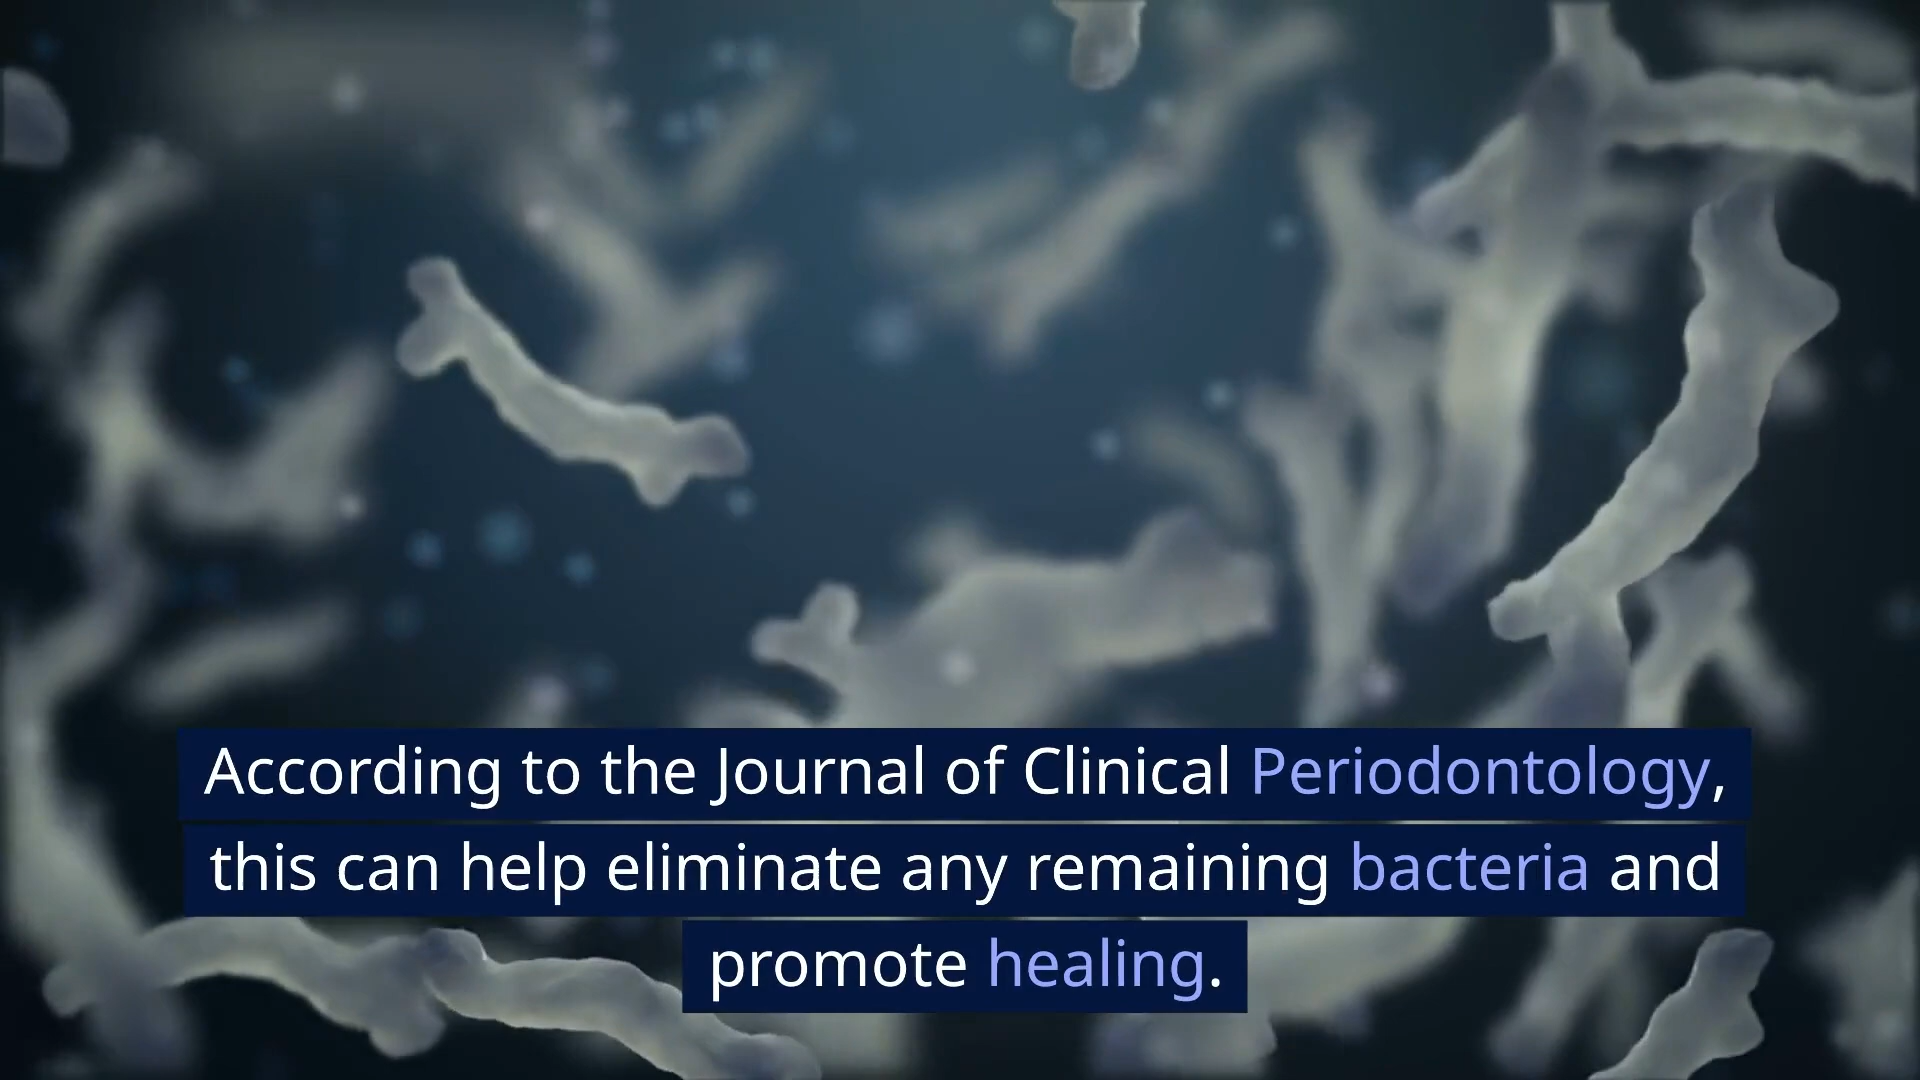 According to the Journal of Clinical Periodontology,
this can help eliminate any remaining bacteria and
promote healing.